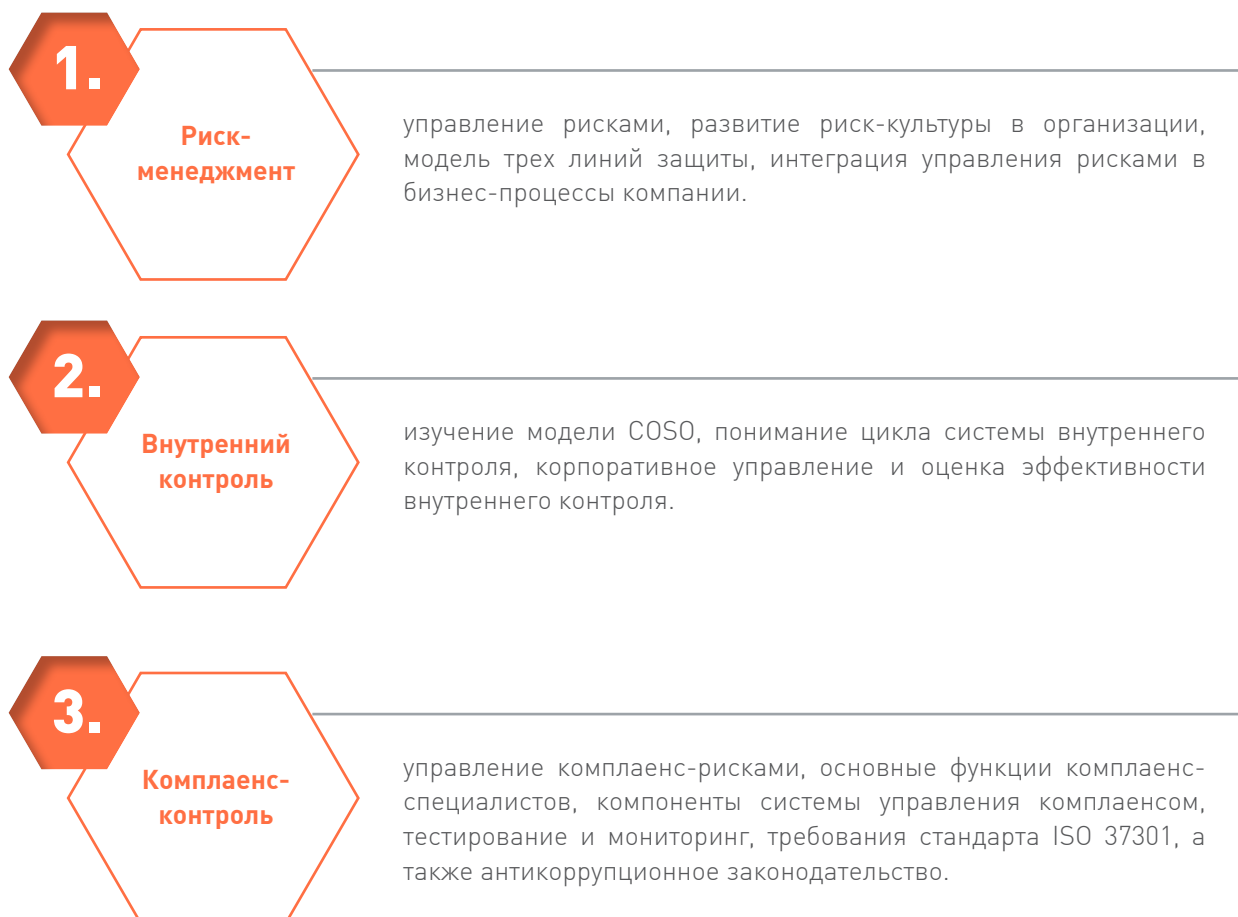 1.
Риск-
менеджмент
управление рисками, развитие риск-культуры в организации,
модель трех линий защиты, интеграция управления рисками в
бизнес-процессы компании.
2.
Внутренний
контроль
изучение модели COSO, понимание цикла системы внутреннего
контроля, корпоративное управление и оценка эффективности
внутреннего контроля.
3.
Комплаенс-
контроль
управление комплаенс-рисками, основные функции комплаенс-
специалистов, компоненты системы управления комплаенсом,
тестирование и мониторинг, требования стандарта ISO 37301, а
также антикоррупционное законодательство.